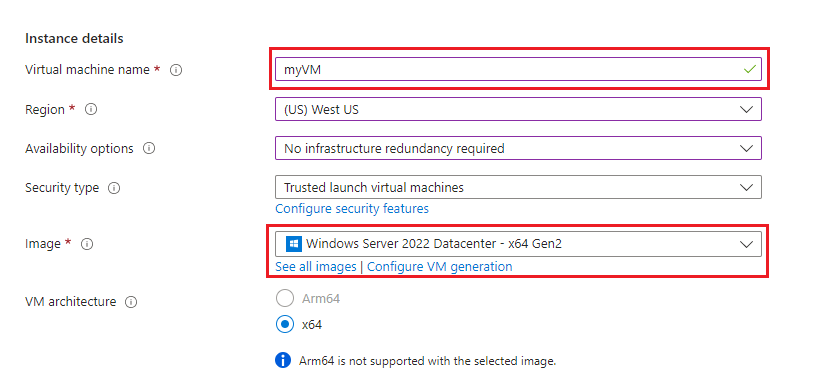 Instance details
Virtual machine name *
myVM
Region *
(US) West US
Availability options
No infrastructure redundancy required
Security type
Trusted launch virtual machines
Configure security features
Image *
Windows Server 2022 Datacenter - x64 Gen2
See all images | Configure VM generation
VM architecture
Arm64
x64
Arm64 is not supported with the selected image.